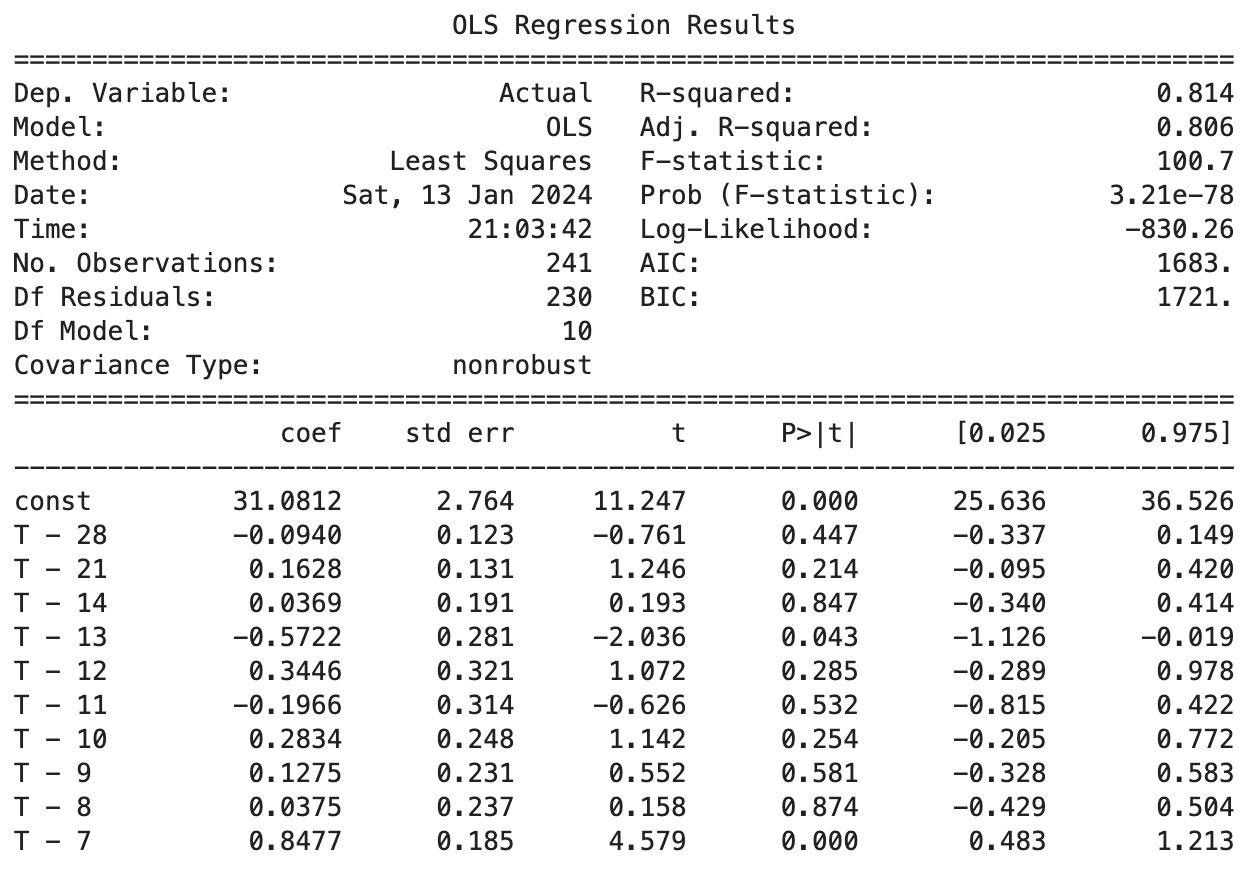 OLS Regression Results
==============================================================================
Dep. Variable:                 Actual   R-squared:                       0.814
Model:                            OLS   Adj. R-squared:                  0.806
Method:                 Least Squares   F-statistic:                     100.7
Date:                Sat, 13 Jan 2024   Prob (F-statistic):           3.21e-78
Time:                        21:03:42   Log-Likelihood:                -830.26
No. Observations:                 241   AIC:                             1683.
Df Residuals:                     230   BIC:                             1721.
Df Model:                          10
Covariance Type:            nonrobust
==============================================================================
                 coef    std err          t      P>|t|      [0.025      0.975]
------------------------------------------------------------------------------
const         31.0812      2.764     11.247      0.000      25.636      36.526
T - 28        -0.0940      0.123     -0.761      0.447      -0.337       0.149
T - 21         0.1628      0.131      1.246      0.214      -0.095       0.420
T - 14         0.0369      0.191      0.193      0.847      -0.340       0.414
T - 13        -0.5722      0.281     -2.036      0.043      -1.126      -0.019
T - 12         0.3446      0.321      1.072      0.285      -0.289       0.978
T - 11        -0.1966      0.314     -0.626      0.532      -0.815       0.422
T - 10         0.2834      0.248      1.142      0.254      -0.205       0.772
T - 9          0.1275      0.231      0.552      0.581      -0.328       0.583
T - 8          0.0375      0.237      0.158      0.874      -0.429       0.504
T - 7          0.8477      0.185      4.579      0.000       0.483       1.213